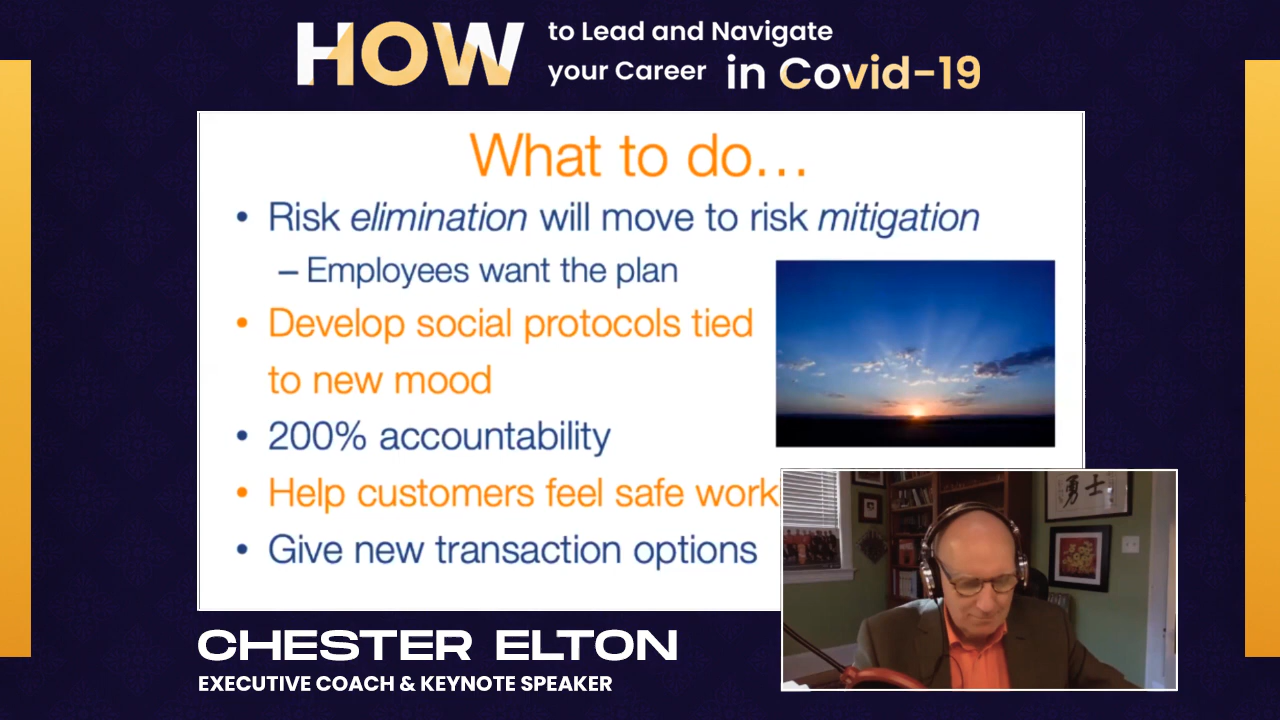 HOW to Lead and Navigate
your Career in Covid-19
What to do...
• Risk elimination will move to risk mitigation
– Employees want the plan
• Develop social protocols tied
to new mood
• 200% accountability
• Help customers feel safe work
• Give new transaction options
勇士
CHESTER ELTON
EXECUTIVE COACH & KEYNOTE SPEAKER